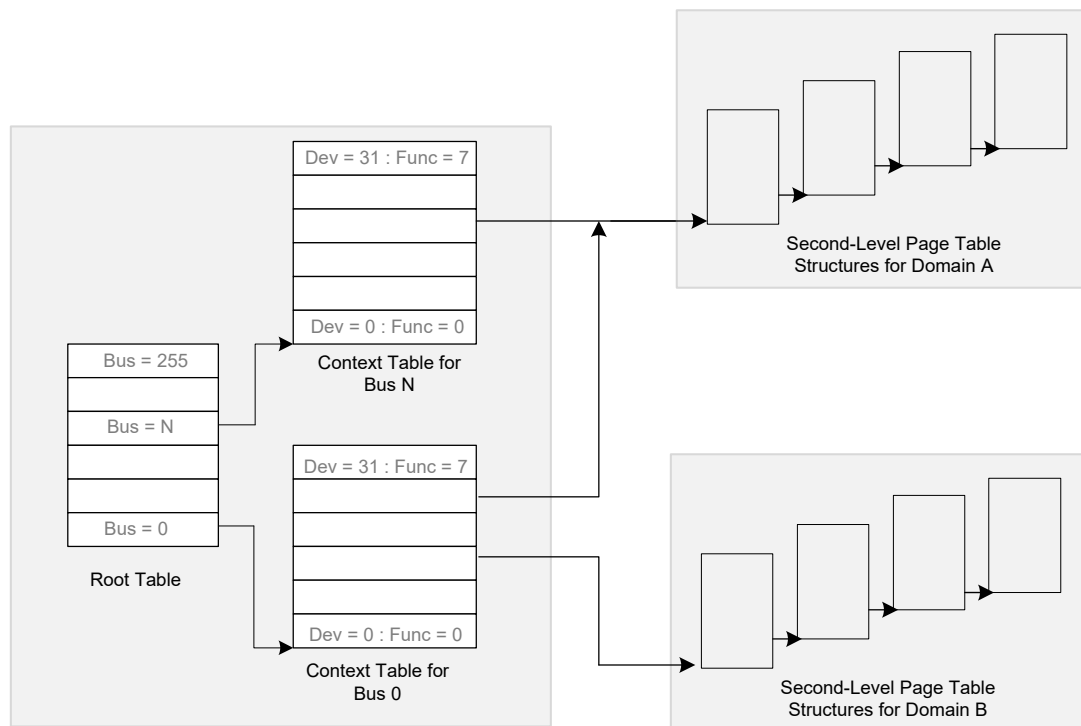 Dev = 31 : Func = 7
Dev = 0 : Func = 0
Context Table for
Bus N
Bus = 255
Bus = N
Bus = 0
Root Table
Dev = 31 : Func = 7
Dev = 0 : Func = 0
Context Table for
Bus 0
Second-Level Page Table
Structures for Domain A
Second-Level Page Table
Structures for Domain B